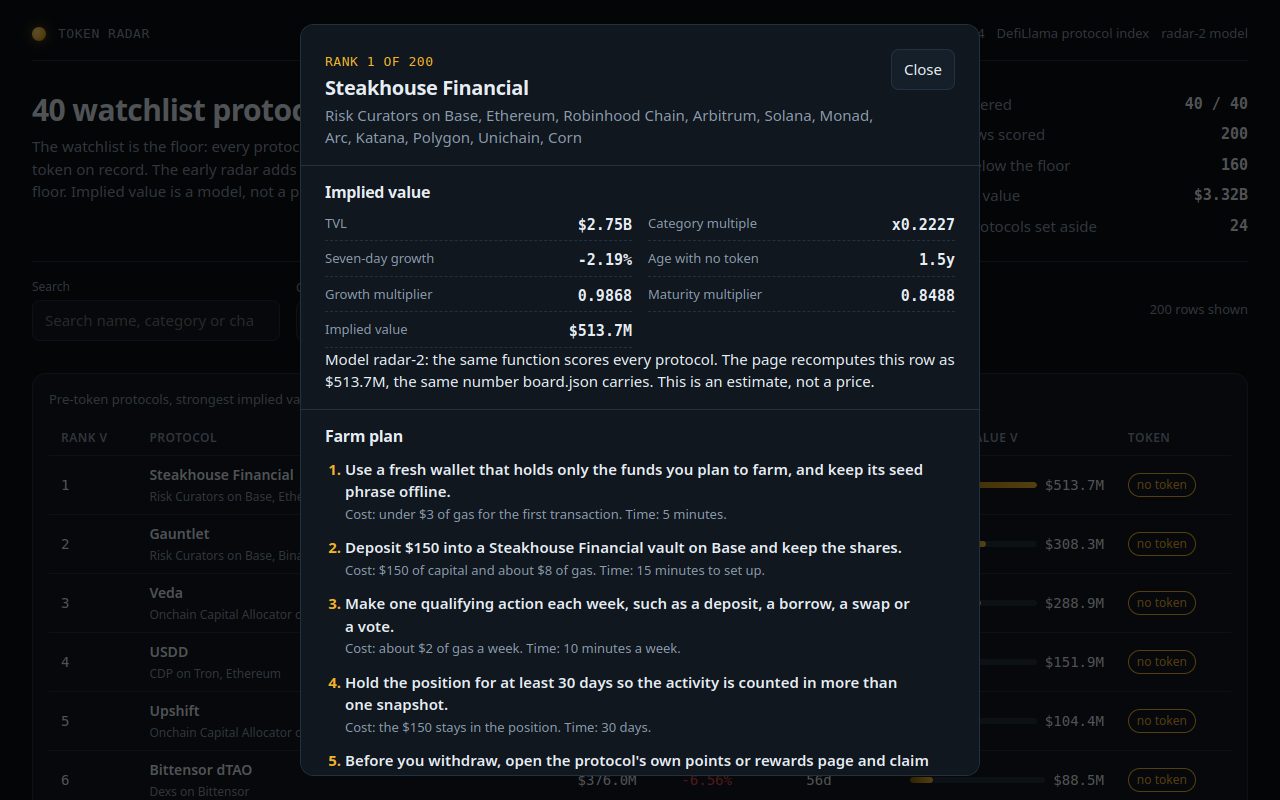 TOKEN RADAR
4 DefiLlama protocol index radar-2 model
40 watchlist protoc
The watchlist is the floor: every protoc
token on record. The early radar adds
floor. Implied value is a model, not a p
ered 40 / 40
ws scored 200
elow the floor 160
value $3.32B
otocols set aside 24
Search
Search name, category or cha
200 rows shown
Pre-token protocols, strongest implied va
RANK V PROTOCOL ALUE V TOKEN
1 Steakhouse Financial $513.7M no token
Risk Curators on Base, Ethe
2 Gauntlet $308.3M no token
Risk Curators on Base, Bina
3 Veda $288.9M no token
Onchain Capital Allocator c
4 USDD $151.9M no token
CDP on Tron, Ethereum
5 Upshift $104.4M no token
Onchain Capital Allocator c
6 Bittensor dTAO $376.0M -6.56% 56d $88.5M no token
Dexs on Bittensor
RANK 1 OF 200
Close
Steakhouse Financial
Risk Curators on Base, Ethereum, Robinhood Chain, Arbitrum, Solana, Monad,
Arc, Katana, Polygon, Unichain, Corn
Implied value
TVL $2.75B Category multiple x0.2227
Seven-day growth -2.19% Age with no token 1.5y
Growth multiplier 0.9868 Maturity multiplier 0.8488
Implied value $513.7M
Model radar-2: the same function scores every protocol. The page recomputes this row as
$513.7M, the same number board.json carries. This is an estimate, not a price.
Farm plan
1. Use a fresh wallet that holds only the funds you plan to farm, and keep its seed
phrase offline.
Cost: under $3 of gas for the first transaction. Time: 5 minutes.
2. Deposit $150 into a Steakhouse Financial vault on Base and keep the shares.
Cost: $150 of capital and about $8 of gas. Time: 15 minutes to set up.
3. Make one qualifying action each week, such as a deposit, a borrow, a swap or
a vote.
Cost: about $2 of gas a week. Time: 10 minutes a week.
4. Hold the position for at least 30 days so the activity is counted in more than
one snapshot.
Cost: the $150 stays in the position. Time: 30 days.
5. Before you withdraw, open the protocol's own points or rewards page and claim